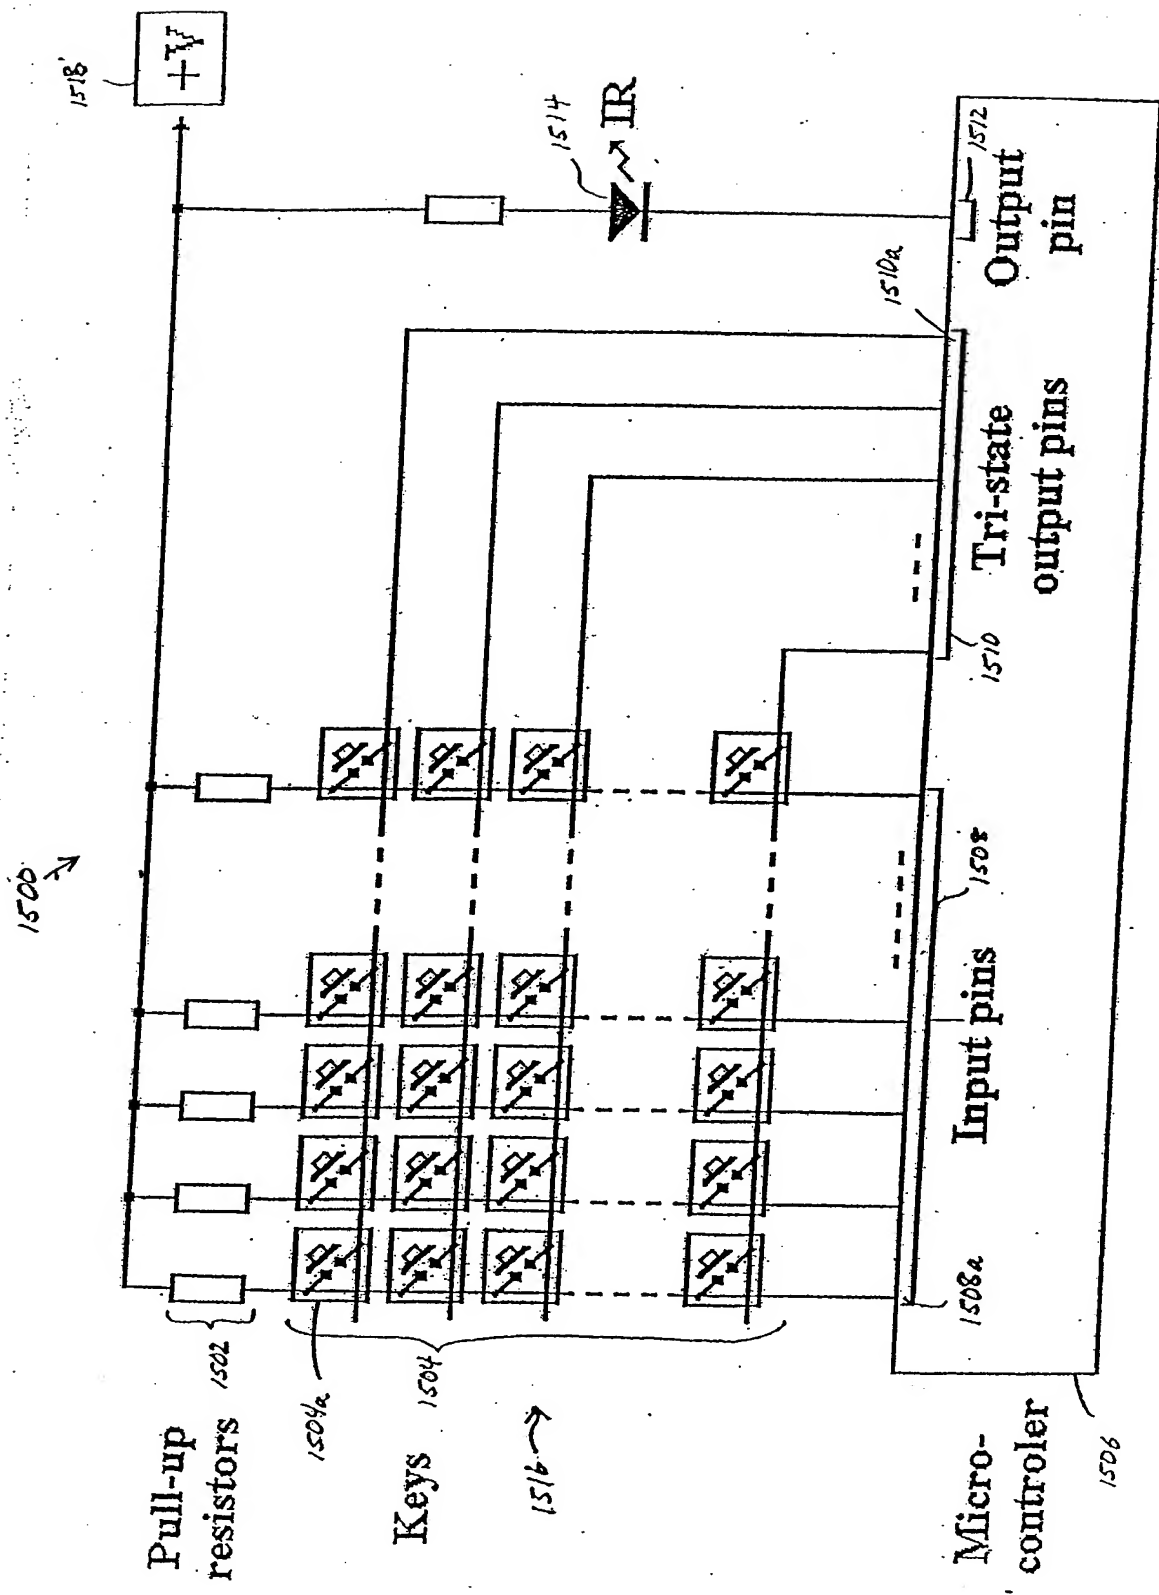 1500
1518'
+V
1514
IR
Pull-up
resistors
1502
1504a
Keys
1504
1516
1510a
1512
Output
pin
Tri-state
output pins
1510
1508
Input pins
1508a
Micro-
controler
1506